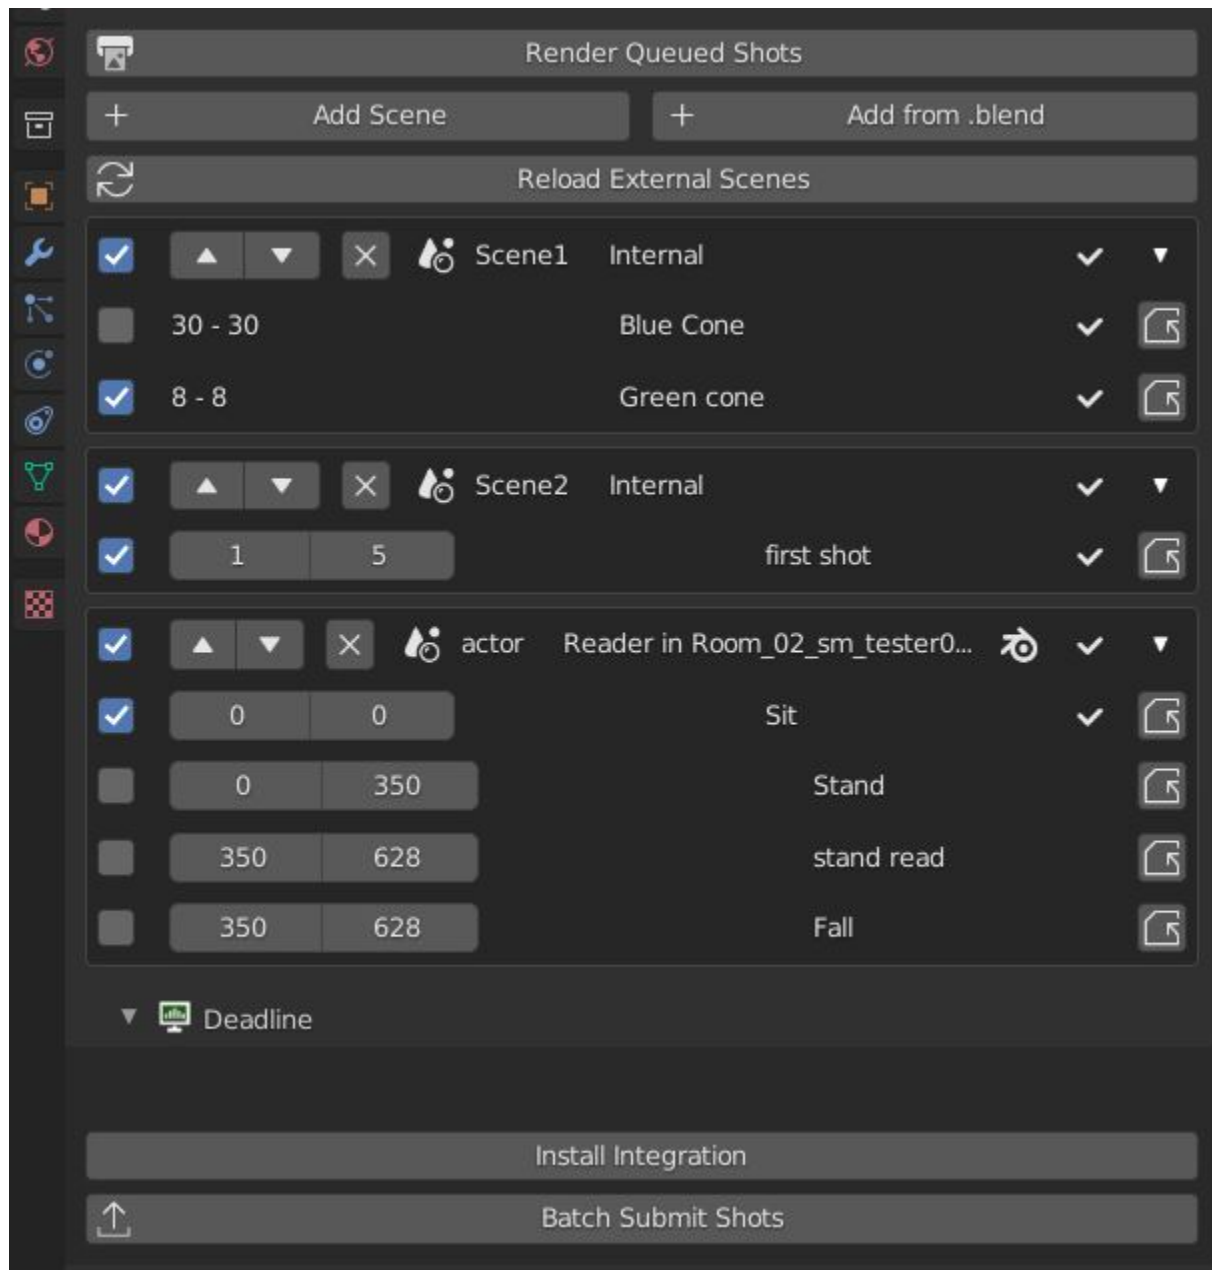 Render Queued Shots
Add Scene Add from .blend
Reload External Scenes
Scene1 Internal
30 - 30 Blue Cone
8 - 8 Green cone
Scene2 Internal
1 5 first shot
actor Reader in Room_02_sm_tester0...
0 0 Sit
0 350 Stand
350 628 stand read
350 628 Fall
Deadline
Install Integration
Batch Submit Shots